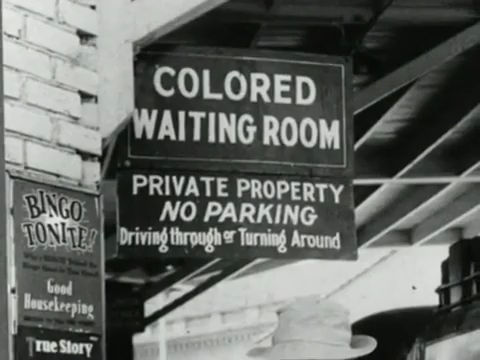 COLORED
WAITING ROOM
PRIVATE PROPERTY
NO PARKING
Driving through or Turning Around
BINGO
TONITE!
Good
Housekeeping
True Story